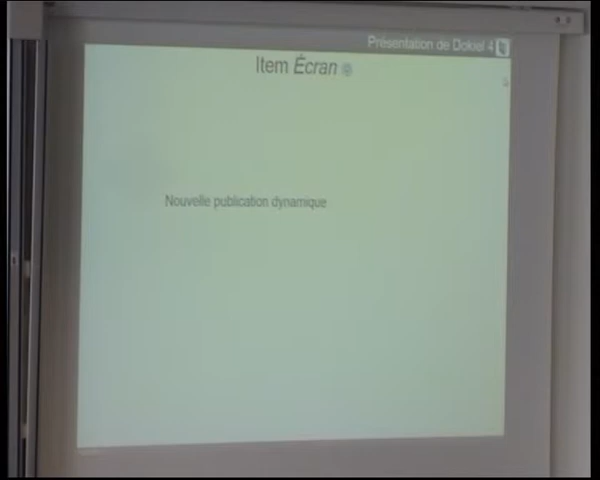 Présentation de Dokiel 4
Item Écran
Nouvelle publication dynamique